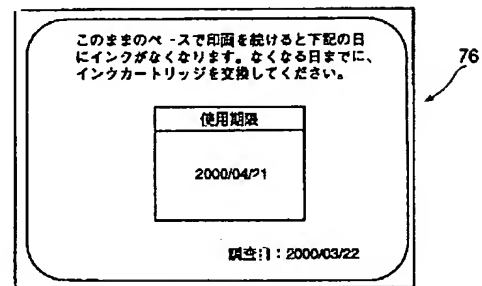 このままのペースで印画を続けると下記の日
にインクがなくなります。なくなる日までに、
インクカートリッジを交換してください。
76
使用期限
2000/04/21
調査日：2000/03/22